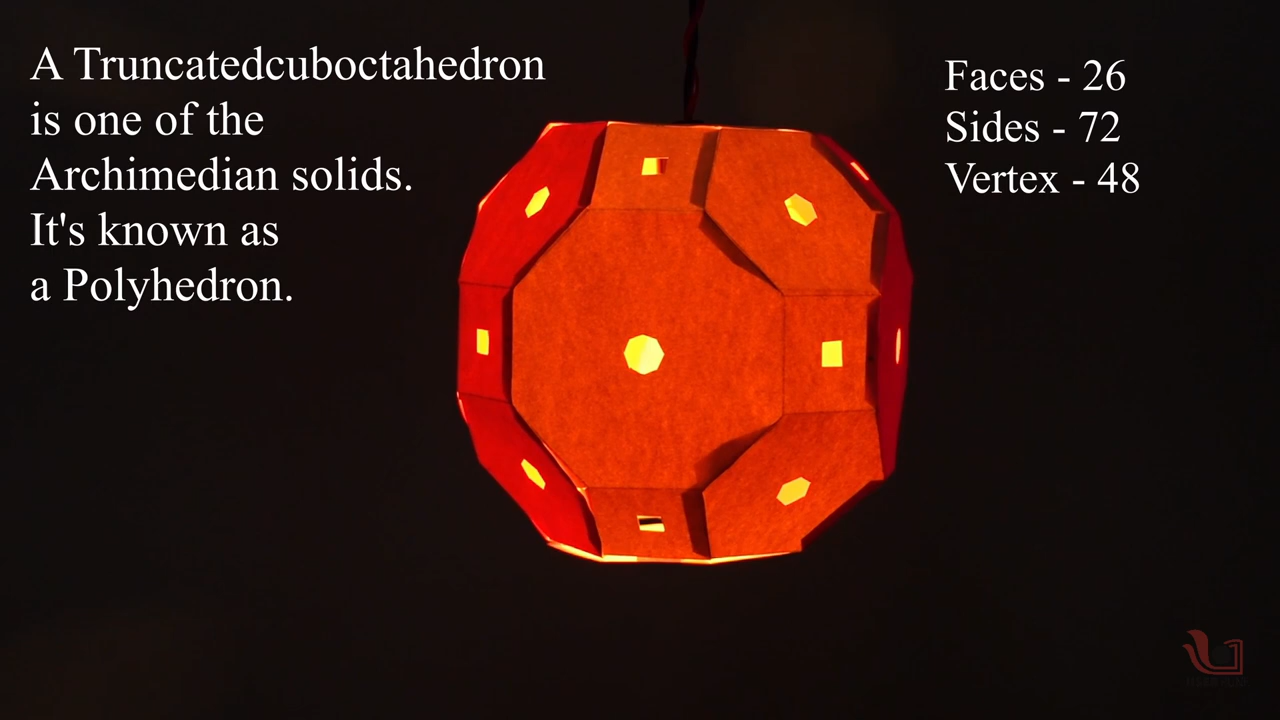 A Truncatedcuboctahedron
is one of the
Archimedian solids.
It's known as
a Polyhedron.
Faces - 26
Sides - 72
Vertex - 48